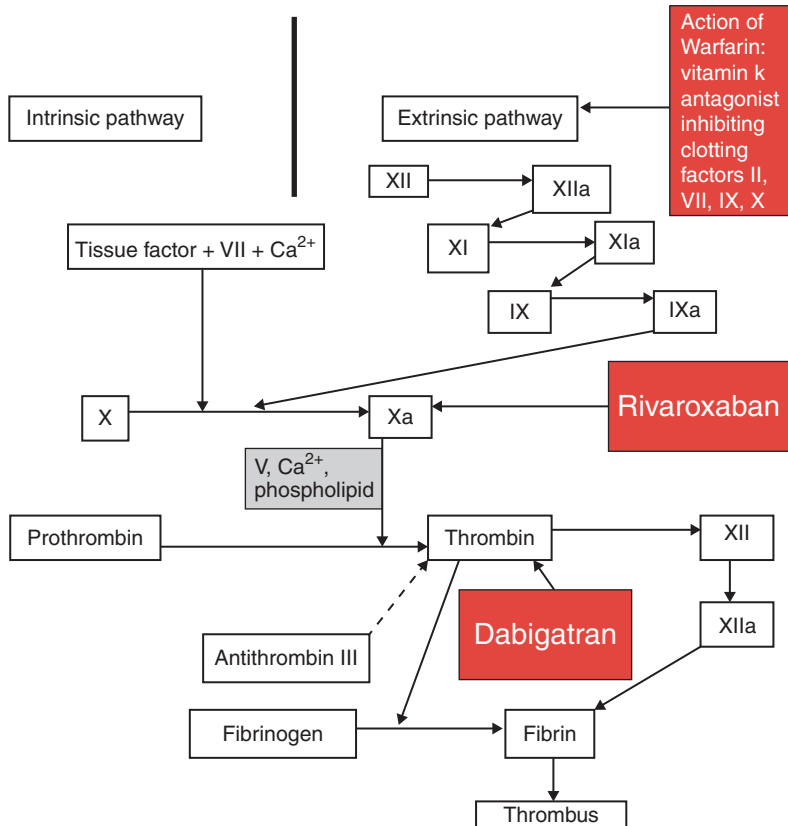 Action of
Warfarin:
vitamin k
antagonist
inhibiting
clotting
factors II,
VII, IX, X
Intrinsic pathway
Extrinsic pathway
XII
XIIa
Tissue factor + VII + Ca²⁺
XI
XIa
IX
IXa
X
Xa
Rivaroxaban
V, Ca²⁺,
phospholipid
Prothrombin
Thrombin
XII
Antithrombin III
Dabigatran
XIIa
Fibrinogen
Fibrin
Thrombus